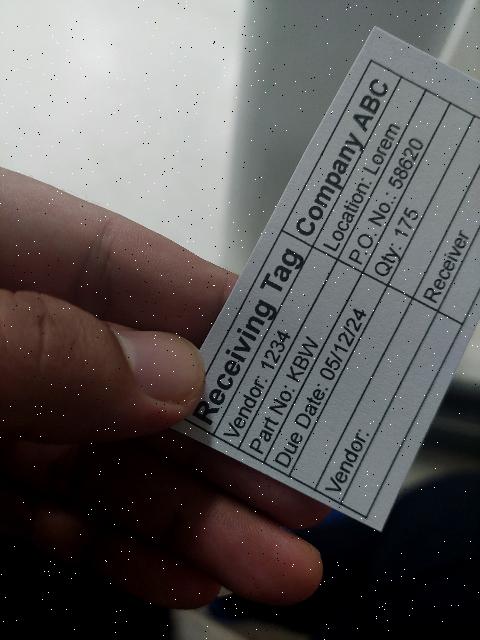 Receiving Tag Company ABC
Vendor: 1234 Location: Lorem
Part No: KBW P.O. No.: 58620
Due Date: 05/12/24 Qty: 175
Vendor: Receiver